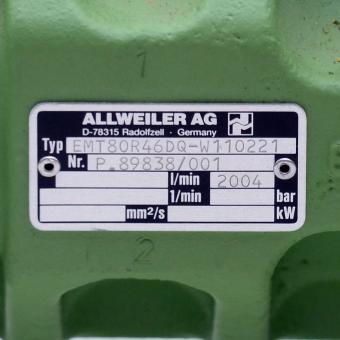 1
ALLWEILER AG
D-78315 Radolfzell · Germany
Typ EMT80R46DQ-W110221
Nr. P.89838/001
l/min 2004 bar
1/min kW
mm²/s
2